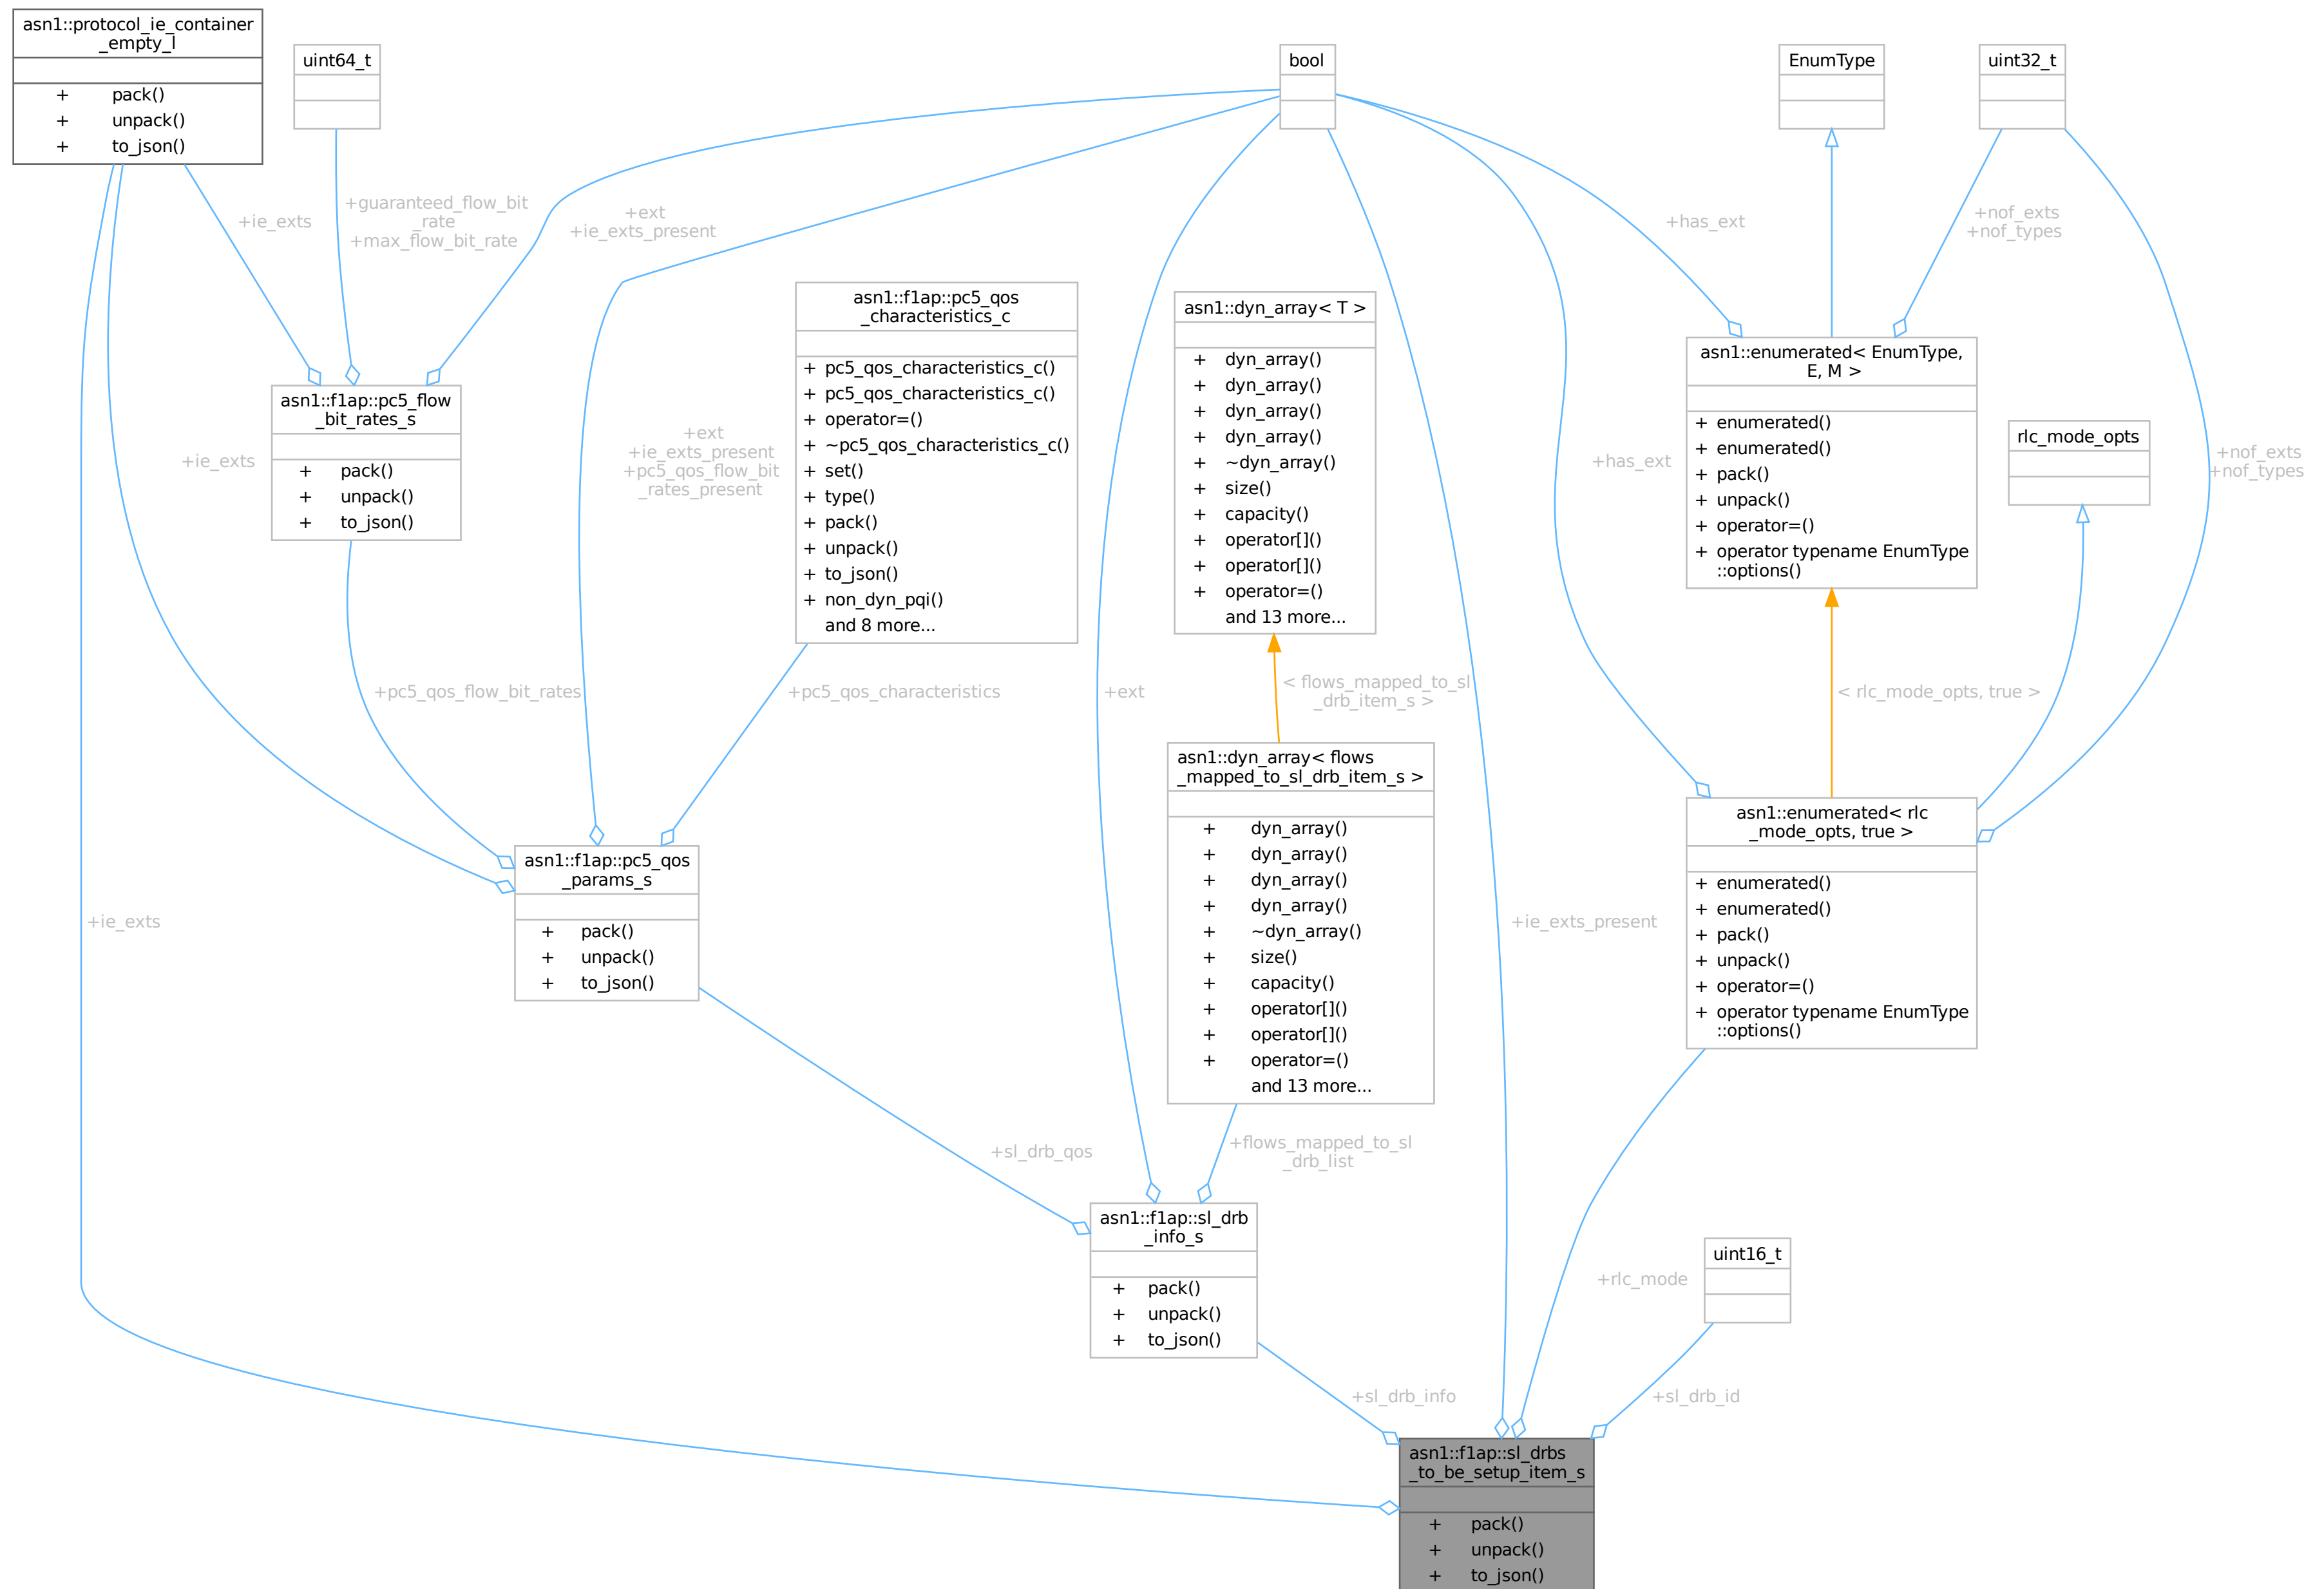 asn1::protocol_ie_container
_empty_l
+ pack()
+ unpack()
+ to_json()
uint64_t
bool
EnumType
uint32_t
+ie_exts
+guaranteed_flow_bit
_rate
+max_flow_bit_rate
+ext
+ie_exts_present
+has_ext
+nof_exts
+nof_types
asn1::f1ap::pc5_flow
_bit_rates_s
+ pack()
+ unpack()
+ to_json()
+ie_exts
+ext
+ie_exts_present
+pc5_qos_flow_bit
_rates_present
asn1::f1ap::pc5_qos
_characteristics_c
+ pc5_qos_characteristics_c()
+ pc5_qos_characteristics_c()
+ operator=()
+ ~pc5_qos_characteristics_c()
+ set()
+ type()
+ pack()
+ unpack()
+ to_json()
+ non_dyn_pqi()
and 8 more...
asn1::dyn_array< T >
+ dyn_array()
+ dyn_array()
+ dyn_array()
+ dyn_array()
+ ~dyn_array()
+ size()
+ capacity()
+ operator[]()
+ operator[]()
+ operator=()
and 13 more...
+has_ext
asn1::enumerated< EnumType,
E, M >
+ enumerated()
+ enumerated()
+ pack()
+ unpack()
+ operator=()
+ operator typename EnumType
::options()
rlc_mode_opts
+nof_exts
+nof_types
+pc5_qos_flow_bit_rates
+pc5_qos_characteristics
+ext
< flows_mapped_to_sl
_drb_item_s >
< rlc_mode_opts, true >
asn1::f1ap::pc5_qos
_params_s
+ pack()
+ unpack()
+ to_json()
asn1::dyn_array< flows
_mapped_to_sl_drb_item_s >
+ dyn_array()
+ dyn_array()
+ dyn_array()
+ dyn_array()
+ ~dyn_array()
+ size()
+ capacity()
+ operator[]()
+ operator[]()
+ operator=()
and 13 more...
asn1::enumerated< rlc
_mode_opts, true >
+ enumerated()
+ enumerated()
+ pack()
+ unpack()
+ operator=()
+ operator typename EnumType
::options()
+ie_exts
+ie_exts_present
+sl_drb_qos
+flows_mapped_to_sl
_drb_list
asn1::f1ap::sl_drb
_info_s
+ pack()
+ unpack()
+ to_json()
+rlc_mode
uint16_t
+sl_drb_info
+sl_drb_id
asn1::f1ap::sl_drbs
_to_be_setup_item_s
+ pack()
+ unpack()
+ to_json()